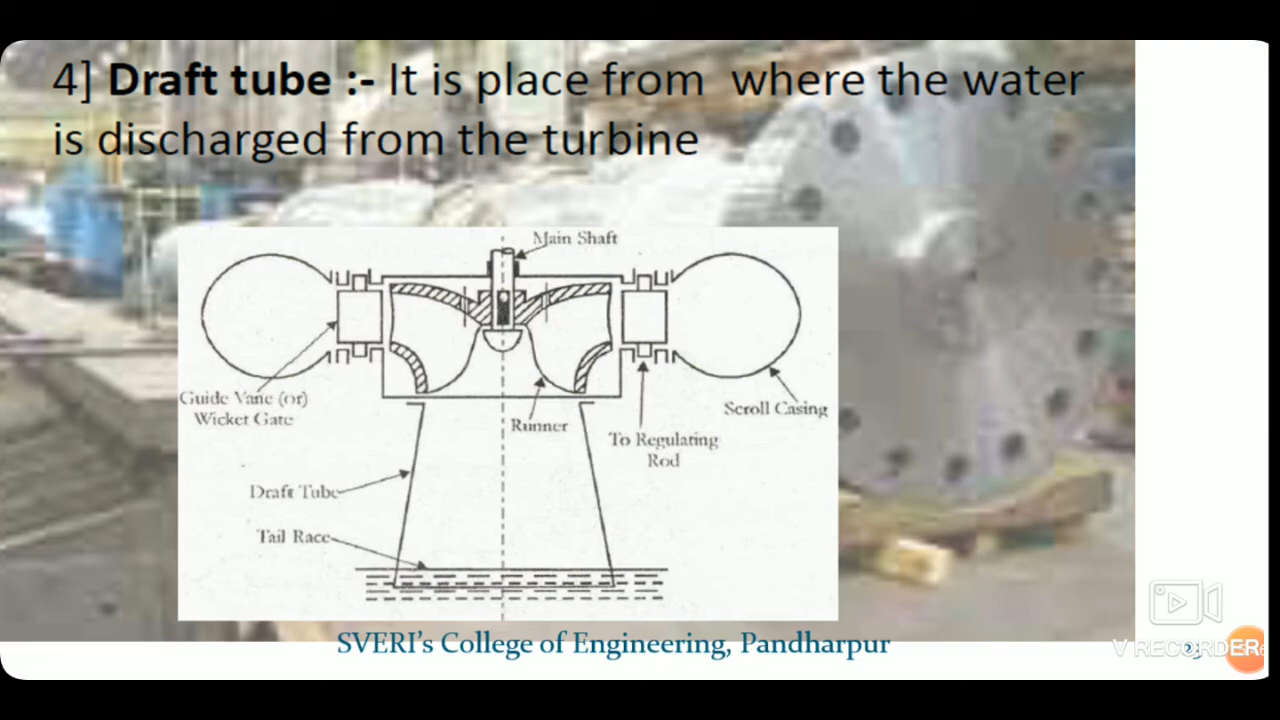 4] Draft tube :- It is place from where the water
is discharged from the turbine
Main Shaft
Guide Vane (or)
Wicket Gate
Scroll Casing
Runner
To Regulating
Rod
Draft Tube
Tail Race
SVERI's College of Engineering, Pandharpur
V RECORDER